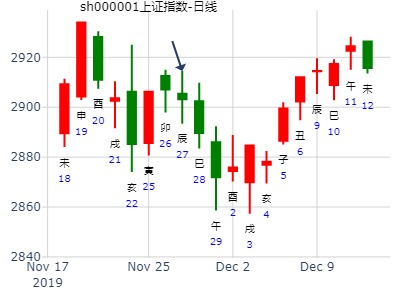 sh000001上证指数-日线
2920
2900
2880
2860
2840
未
18
申
19
酉
20
戌
21
亥
22
寅
25
卯
26
辰
27
巳
28
午
29
酉
2
戌
3
亥
4
子
5
丑
6
辰
9
巳
10
午
11
未
12
Nov 17
2019
Nov 25
Dec 2
Dec 9